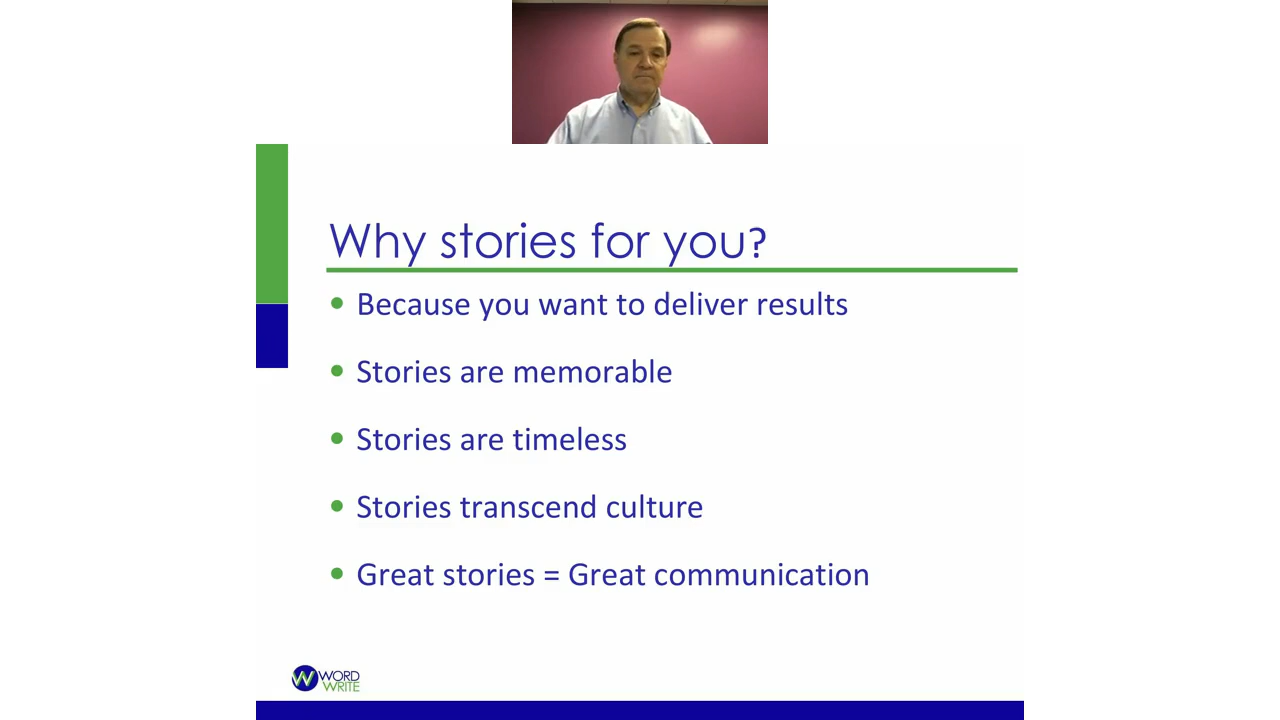 Why stories for you?
• Because you want to deliver results
• Stories are memorable
• Stories are timeless
• Stories transcend culture
• Great stories = Great communication
W WORD
WRITE